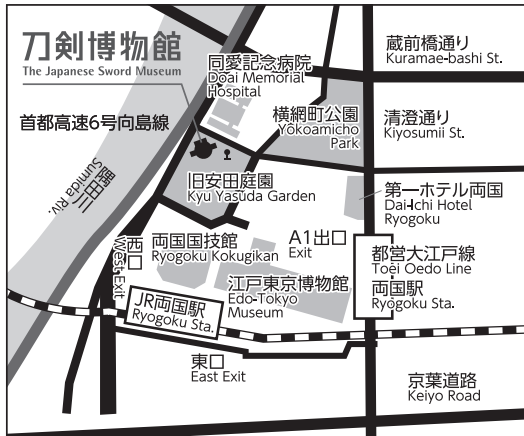 刀剣博物館
The Japanese Sword Museum
同愛記念病院
Doai Memorial
Hospital
蔵前橋通り
Kuramae-bashi St.
首都高速6号向島線
横網町公園
Yokoamicho
Park
清澄通り
Kiyosumii St.
隅田川
Sumida Riv.
旧安田庭園
Kyu Yasuda Garden
第一ホテル両国
Dai-Ichi Hotel
Ryogoku
西口
West Exit
両国国技館
Ryogoku Kokugikan
A1出口
Exit
都営大江戸線
Toei Oedo Line
両国駅
Ryogoku Sta.
江戸東京博物館
Edo-Tokyo
Museum
JR両国駅
Ryogoku Sta.
東口
East Exit
京葉道路
Keiyo Road